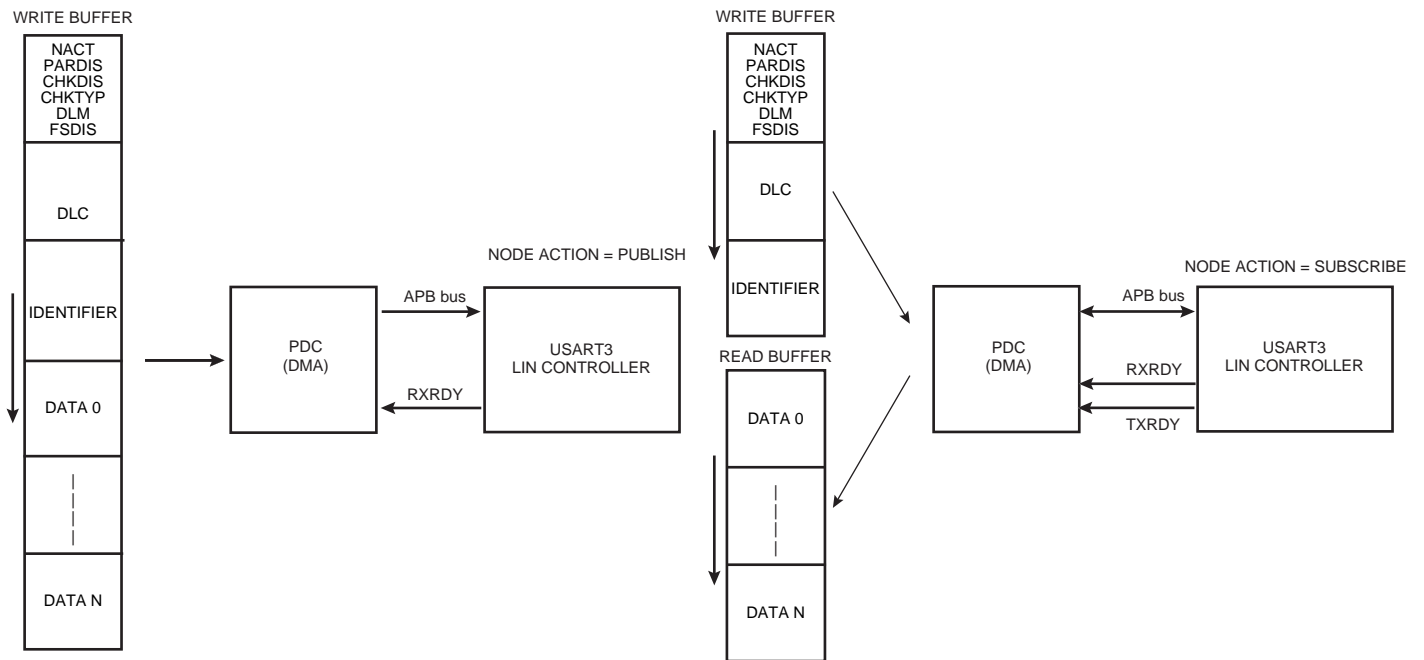 WRITE BUFFER
NACT
PARDIS
CHKDIS
CHKTYP
DLM
FSDIS
DLC
IDENTIFIER
DATA 0
DATA N
NODE ACTION = PUBLISH
PDC
(DMA)
APB bus
RXRDY
USART3
LIN CONTROLLER
WRITE BUFFER
NACT
PARDIS
CHKDIS
CHKTYP
DLM
FSDIS
DLC
IDENTIFIER
READ BUFFER
DATA 0
DATA N
NODE ACTION = SUBSCRIBE
PDC
(DMA)
APB bus
RXRDY
TXRDY
USART3
LIN CONTROLLER